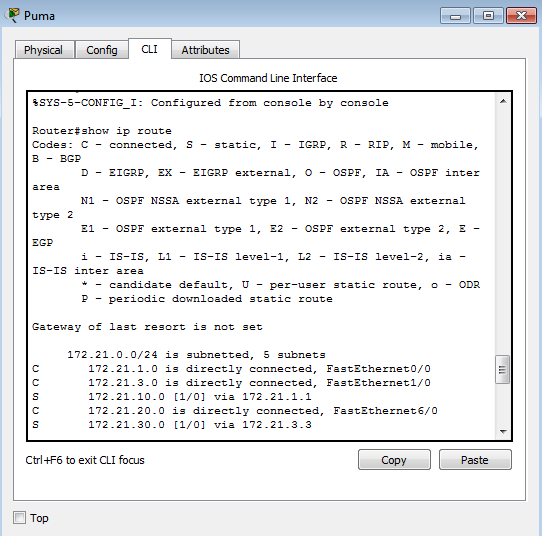 Puma
Physical Config CLI Attributes
IOS Command Line Interface
%SYS-5-CONFIG_I: Configured from console by console
Router#show ip route
Codes: C - connected, S - static, I - IGRP, R - RIP, M - mobile,
B - BGP
D - EIGRP, EX - EIGRP external, O - OSPF, IA - OSPF inter
area
N1 - OSPF NSSA external type 1, N2 - OSPF NSSA external
type 2
E1 - OSPF external type 1, E2 - OSPF external type 2, E -
EGP
i - IS-IS, L1 - IS-IS level-1, L2 - IS-IS level-2, ia -
IS-IS inter area
* - candidate default, U - per-user static route, o - ODR
P - periodic downloaded static route
Gateway of last resort is not set
172.21.0.0/24 is subnetted, 5 subnets
C 172.21.1.0 is directly connected, FastEthernet0/0
C 172.21.3.0 is directly connected, FastEthernet1/0
S 172.21.10.0 [1/0] via 172.21.1.1
C 172.21.20.0 is directly connected, FastEthernet6/0
S 172.21.30.0 [1/0] via 172.21.3.3
Ctrl+F6 to exit CLI focus
Copy Paste
Top